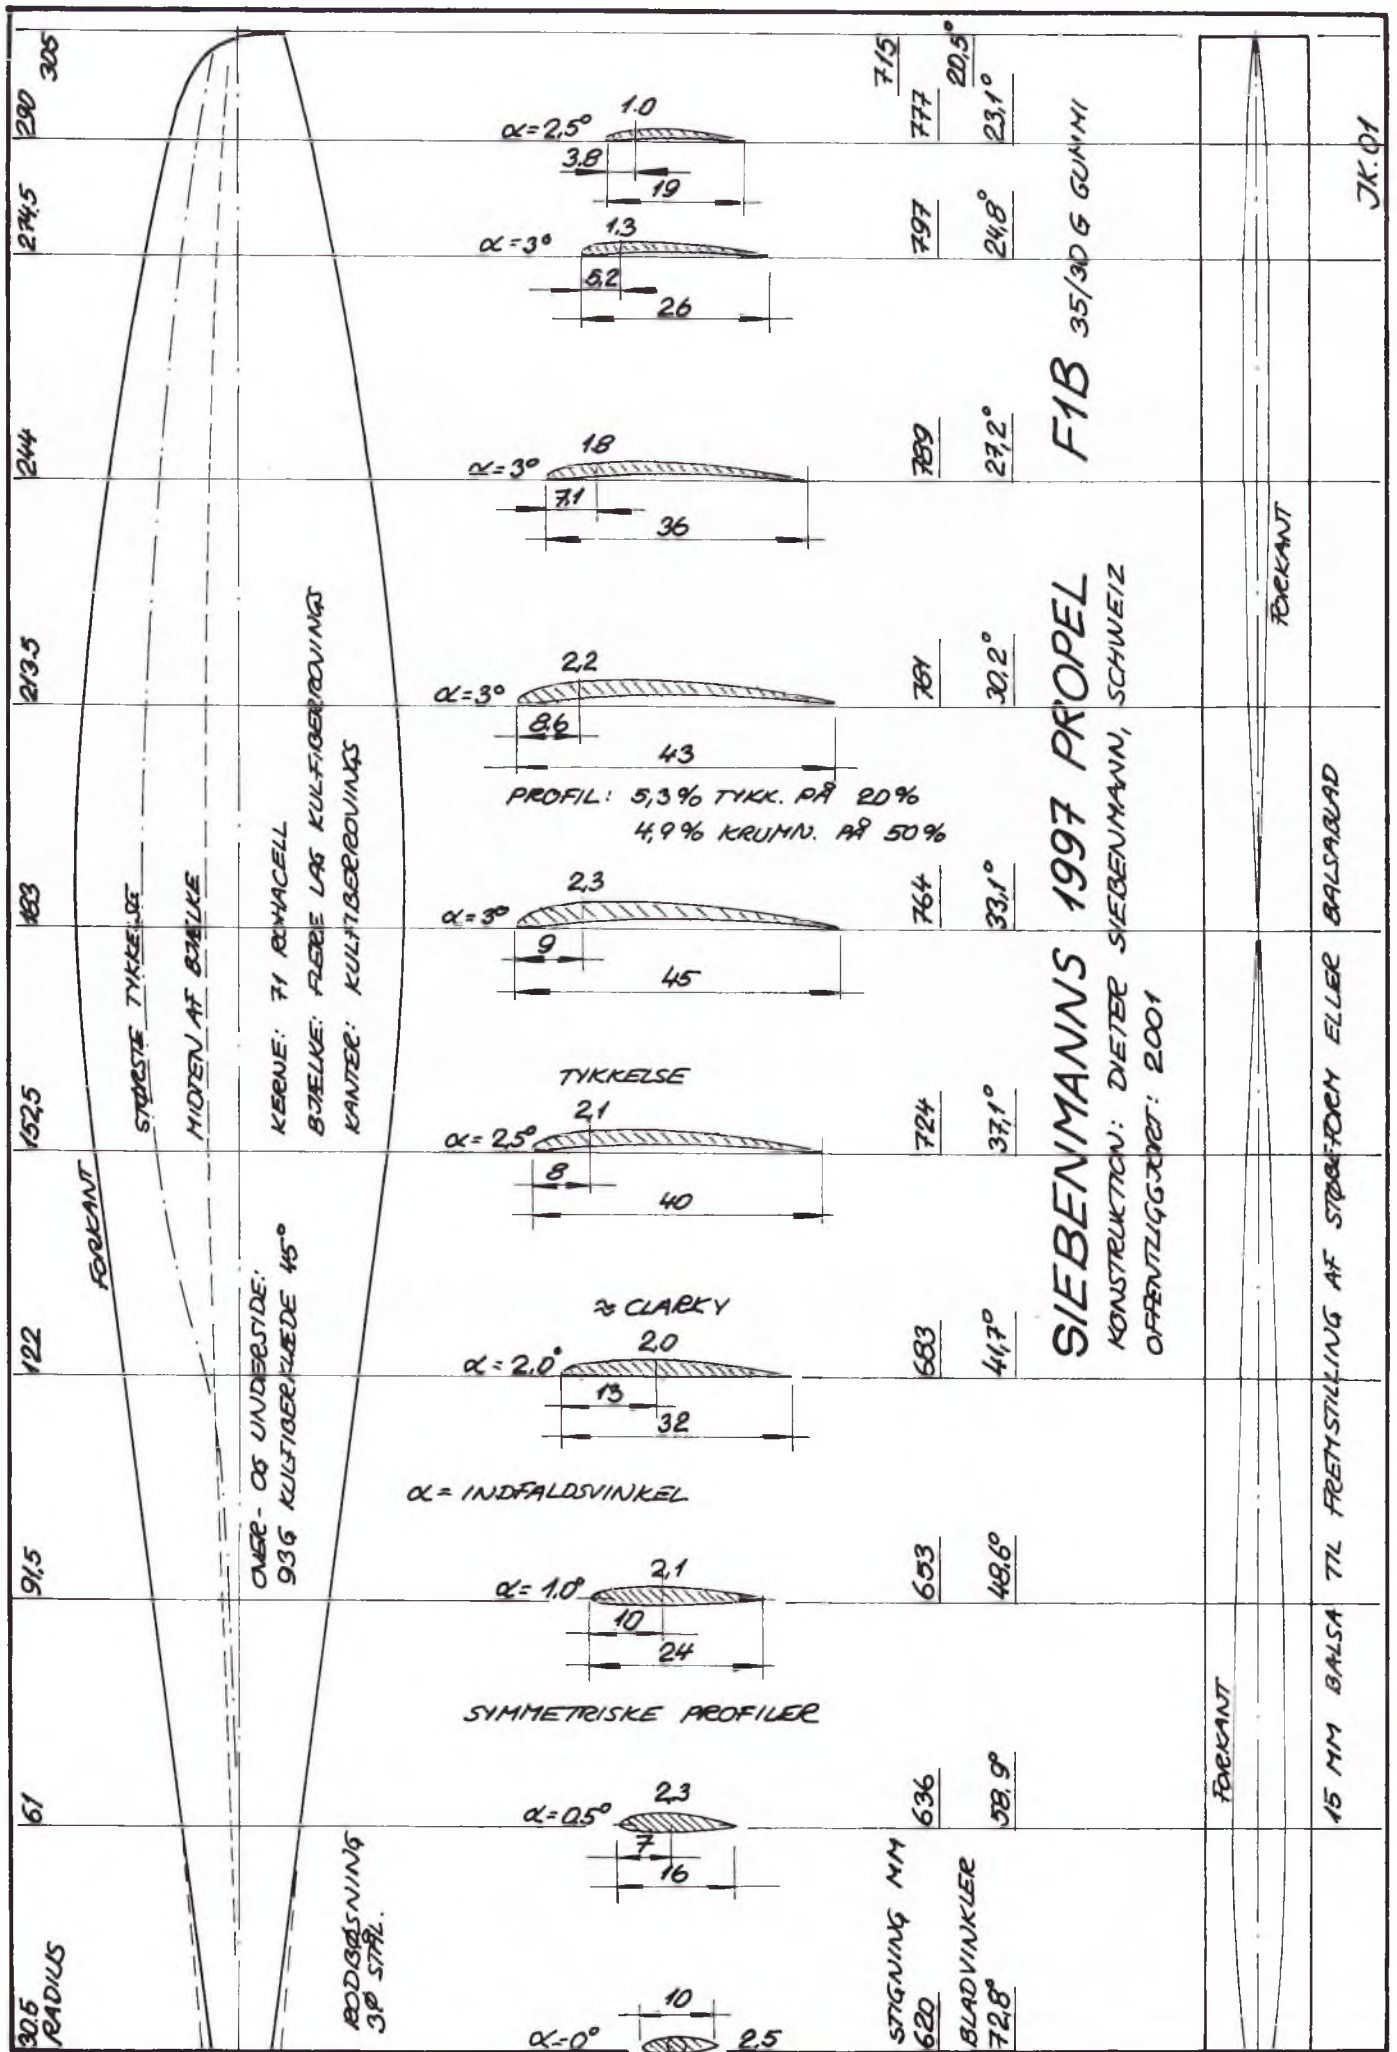 305
290
274,5
244
213.5
183
152,5
122
91,5
61
30.5
RADIUS
FORKANT
STØRSTE TYKKELSE
MIDTEN AF BJÆLKE
KERNE: 71 ROHACELL
BJÆLKE: FLERE LAG KULFIBERROVINGS
KANTER: KULFIBERROVINGS
OVER- OG UNDERSIDE:
93G KULFIBERKLÆDE 45°
RODBØSNING
3Ø STÅL.
α=2,5°
1.0
3.8
19
α=3°
1.3
5,2
26
α=3°
1.8
7,1
36
α=3°
2,2
8.6
43
PROFIL: 5,3% TYKK. PÅ 20%
4,9% KRUMN. PÅ 50%
α=3°
2,3
9
45
TYKKELSE
α=2,5°
2,1
8
40
≈ CLARKY
α=2,0°
2,0
13
32
α=INDFALDSVINKEL
α=1,0°
2,1
10
24
SYMMETRISKE PROFILER
α=0,5°
2,3
7
16
α=0°
10
2,5
STIGNING MM
620
636
653
683
724
764
781
789
797
777
715
BLADVINKLER
72,8°
58.9°
48,6°
41,7°
37,1°
33,1°
30,2°
27,2°
24,8°
23,1°
20,5°
SIEBENMANNS 1997 PROPEL F1B 35/30 G GUMMI
KONSTRUKTION: DIETER SIEBENMANN, SCHWEIZ
OFFENTLIGGJORT: 2001
FORKANT
FORKANT
15 MM BALSA TIL FREMSTILLING AF STØBEFORM ELLER BALSABLAD
JK.01